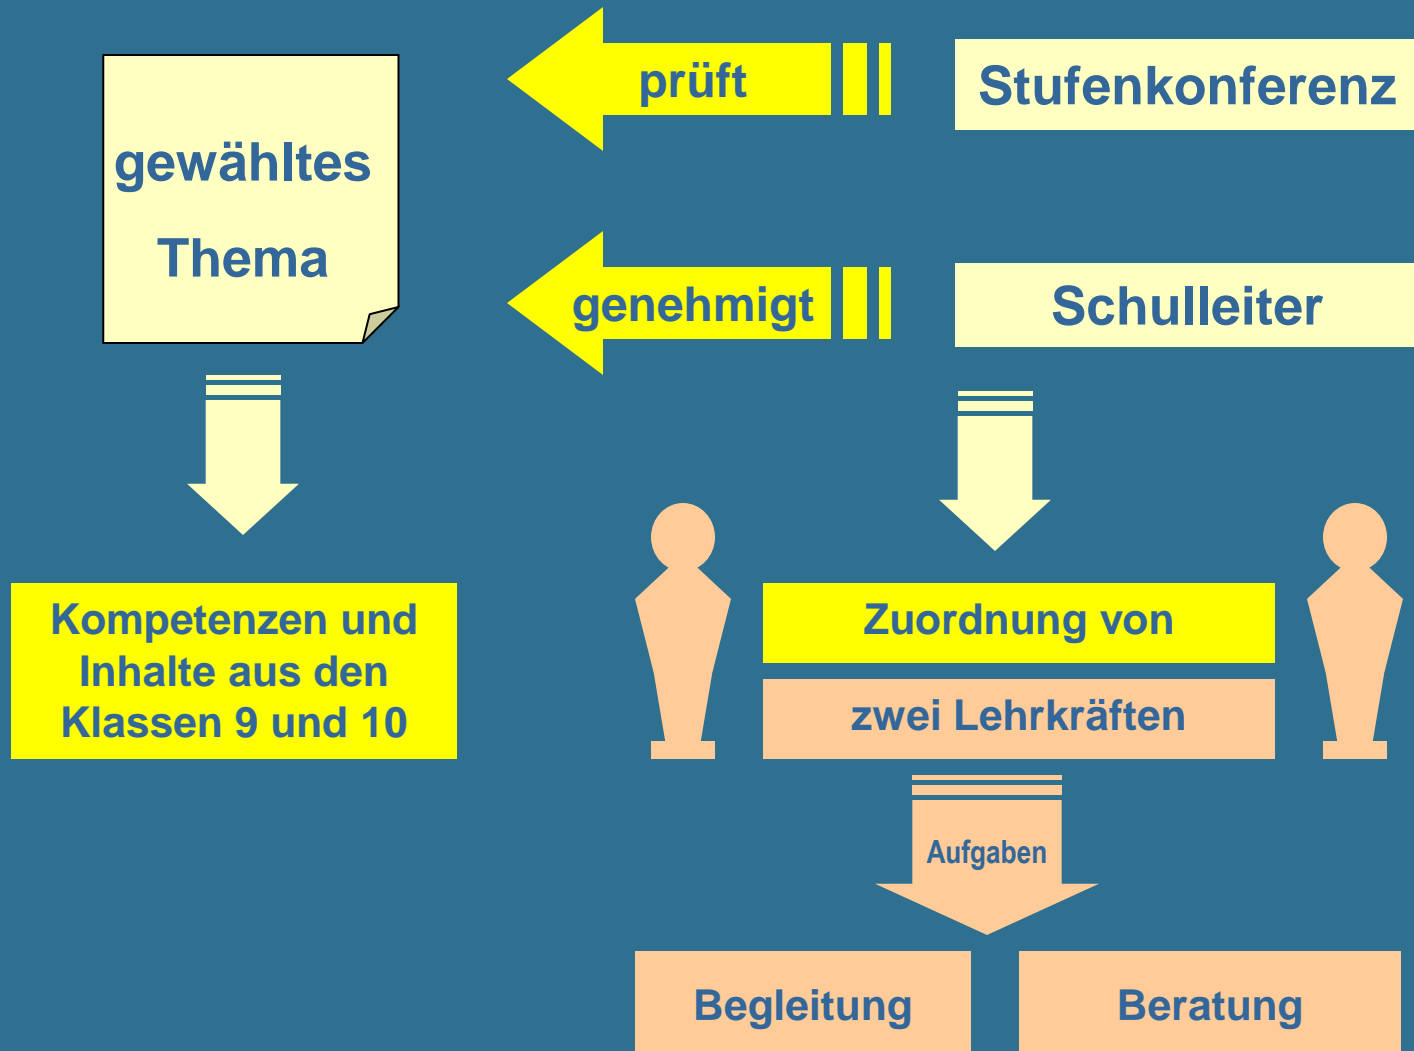 prüft
Stufenkonferenz
gewähltes
Thema
genehmigt
Schulleiter
Kompetenzen und
Inhalte aus den
Klassen 9 und 10
Zuordnung von
zwei Lehrkräften
Aufgaben
Begleitung
Beratung